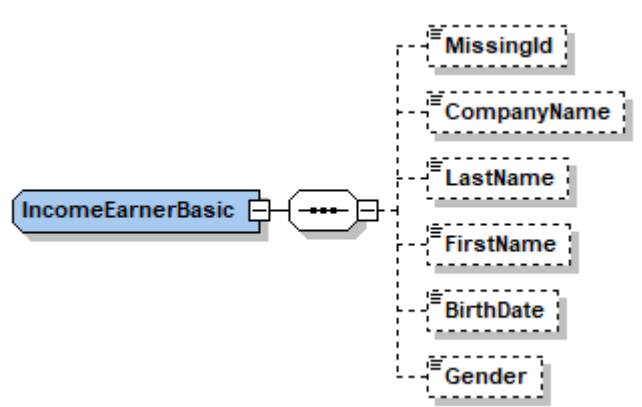 MissingId
CompanyName
LastName
IncomeEarnerBasic
FirstName
BirthDate
Gender